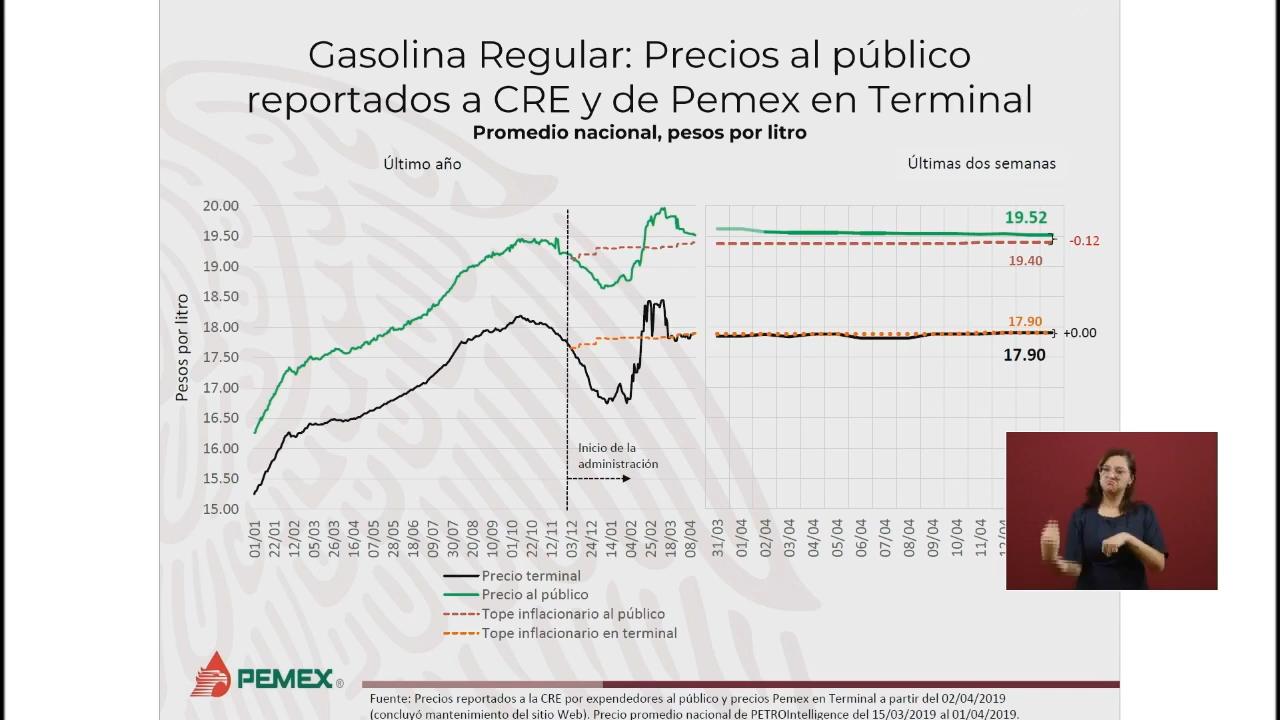 Gasolina Regular: Precios al público
reportados a CRE y de Pemex en Terminal
Promedio nacional, pesos por litro
Último año
Últimas dos semanas
Pesos por litro
20.00
19.50
19.00
18.50
18.00
17.50
17.00
16.50
16.00
15.50
15.00
Inicio de la
administración
19.52
-0.12
19.40
17.90
+0.00
17.90
01/01 22/01 12/02 05/03 26/03 16/04 07/05 28/05 18/06 09/07 30/07 20/08 10/09 01/10 22/10 12/11 03/12 24/12 14/01 04/02 25/02 18/03 08/04
31/03 01/04 02/04 03/04 04/04 05/04 06/04 07/04 08/04 09/04 10/04 11/04
Precio terminal
Precio al público
Tope inflacionario al público
Tope inflacionario en terminal
PEMEX®
Fuente: Precios reportados a la CRE por expendedores al público y precios Pemex en Terminal a partir del 02/04/2019
(concluyó mantenimiento del sitio Web). Precio promedio nacional de PETROIntelligence del 15/03/2019 al 01/04/2019.